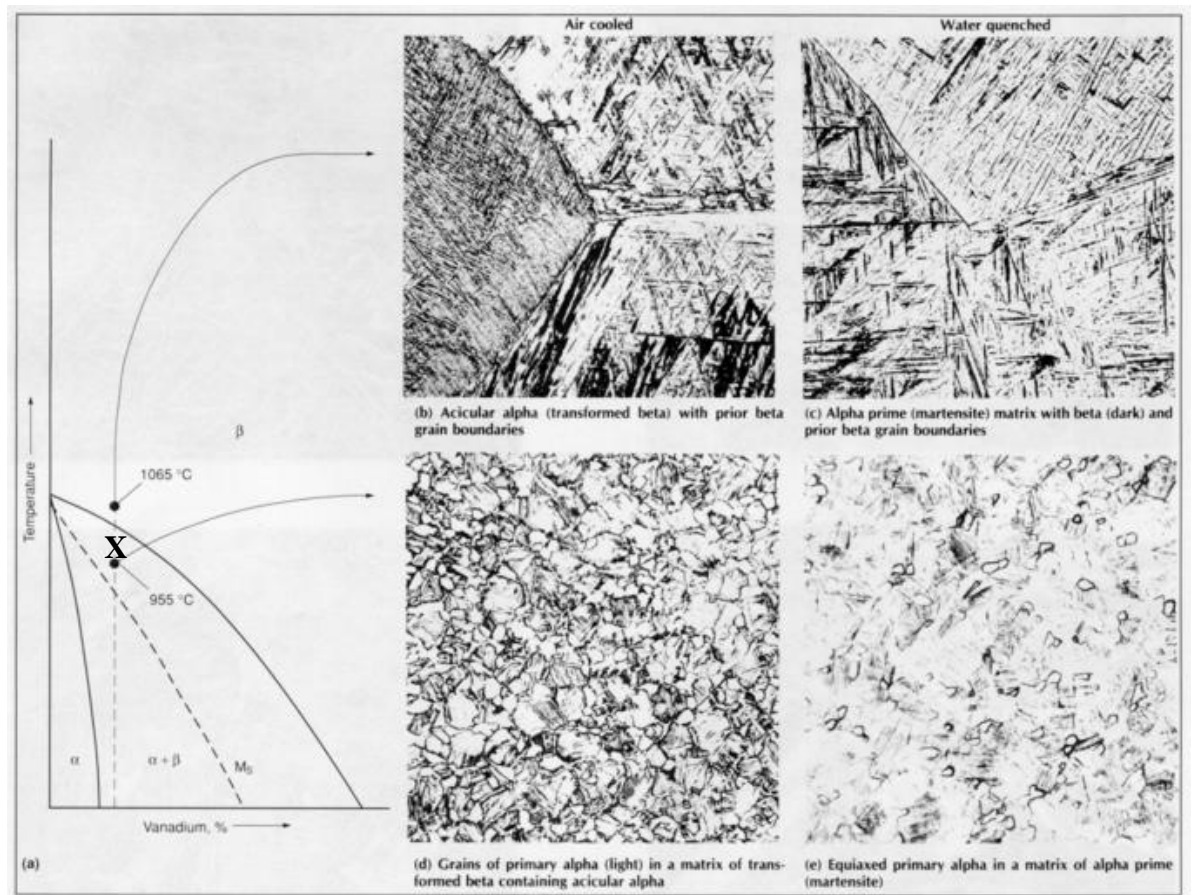 Air cooled
Water quenched
(b) Acicular alpha (transformed beta) with prior beta
grain boundaries
(c) Alpha prime (martensite) matrix with beta (dark) and
prior beta grain boundaries
β
1065 °C
Temperature
X
955 °C
α
α + β
MS
Vanadium, %
(a)
(d) Grains of primary alpha (light) in a matrix of trans-
formed beta containing acicular alpha
(e) Equiaxed primary alpha in a matrix of alpha prime
(martensite)